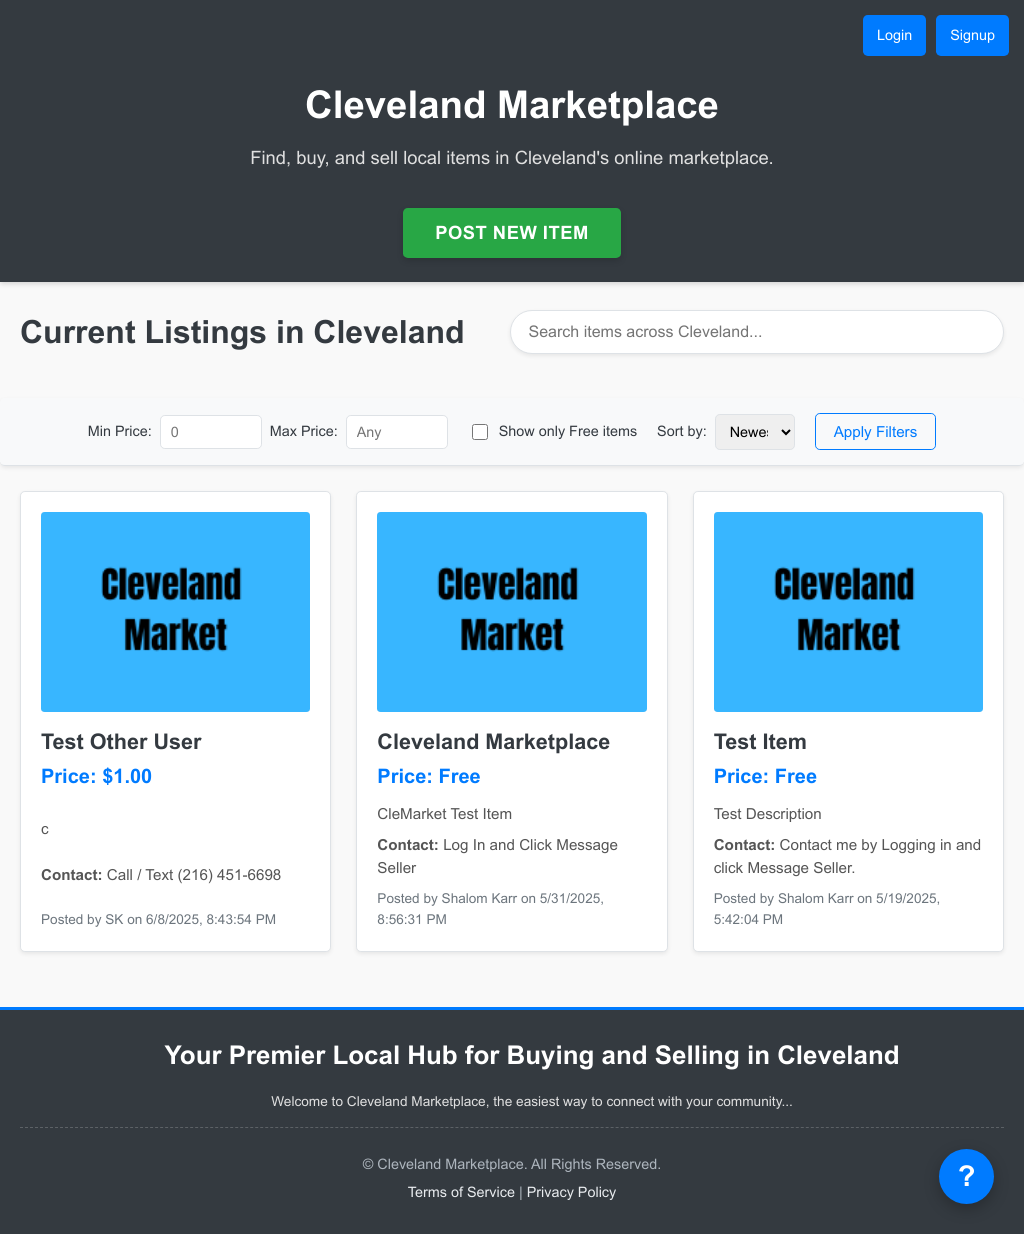 Login
Signup
Cleveland Marketplace
Find, buy, and sell local items in Cleveland's online marketplace.
POST NEW ITEM
Current Listings in Cleveland
Search items across Cleveland...
Min Price:
0
Max Price:
Any
Show only Free items
Sort by:
Newes
Apply Filters
Cleveland
Market
Test Other User
Price: $1.00
c
Contact: Call / Text (216) 451-6698
Posted by SK on 6/8/2025, 8:43:54 PM
Cleveland
Market
Cleveland Marketplace
Price: Free
CleMarket Test Item
Contact: Log In and Click Message
Seller
Posted by Shalom Karr on 5/31/2025,
8:56:31 PM
Cleveland
Market
Test Item
Price: Free
Test Description
Contact: Contact me by Logging in and
click Message Seller.
Posted by Shalom Karr on 5/19/2025,
5:42:04 PM
Your Premier Local Hub for Buying and Selling in Cleveland
Welcome to Cleveland Marketplace, the easiest way to connect with your community...
© Cleveland Marketplace. All Rights Reserved.
Terms of Service | Privacy Policy
?